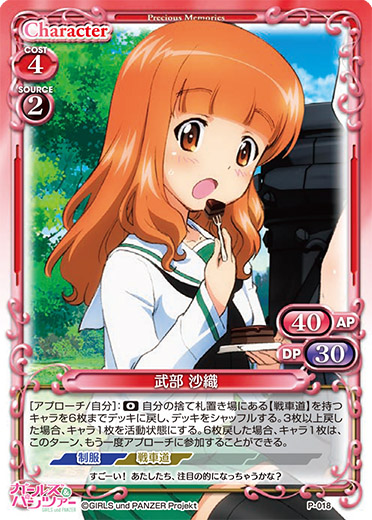 Precious Memories
Character
COST
4
SOURCE
2
40 AP
DP 30
武部 沙織
[アプローチ/自分]:0自分の捨て札置き場にある【戦車道】を持つ
キャラを6枚までデッキに戻し、デッキをシャッフルする。3枚以上戻し
た場合、キャラ1枚を活動状態にする。6枚戻した場合、キャラ1枚は、
このターン、もう一度アプローチに参加することができる。
制服 戦車道
すごーい! あたしたち、注目の的になっちゃうかな?
ガールズ&パンツァー
GIRLS und PANZER
©GIRLS und PANZER Projekt
P-018